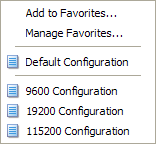 Add to Favorites...
Manage Favorites...
Default Configuration
9600 Configuration
19200 Configuration
115200 Configuration